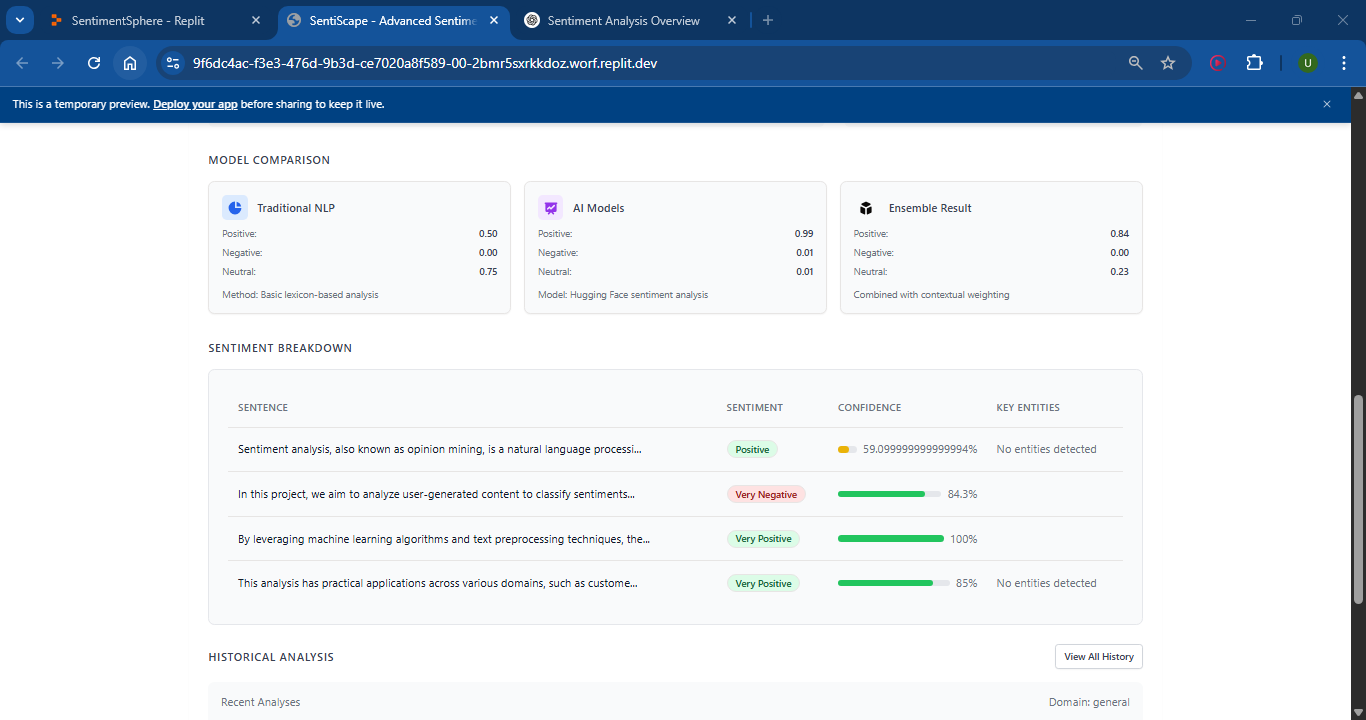 SentimentSphere - Replit
SentiScape - Advanced Sentime
Sentiment Analysis Overview
9f6dc4ac-f3e3-476d-9b3d-ce7020a8f589-00-2bmr5sxrkkdoz.worf.replit.dev
U
This is a temporary preview. Deploy your app before sharing to keep it live.
MODEL COMPARISON
Traditional NLP
Positive: 0.50
Negative: 0.00
Neutral: 0.75
Method: Basic lexicon-based analysis
AI Models
Positive: 0.99
Negative: 0.01
Neutral: 0.01
Model: Hugging Face sentiment analysis
Ensemble Result
Positive: 0.84
Negative: 0.00
Neutral: 0.23
Combined with contextual weighting
SENTIMENT BREAKDOWN
SENTENCE SENTIMENT CONFIDENCE KEY ENTITIES
Sentiment analysis, also known as opinion mining, is a natural language processi... Positive 59.099999999999994% No entities detected
In this project, we aim to analyze user-generated content to classify sentiments... Very Negative 84.3%
By leveraging machine learning algorithms and text preprocessing techniques, the... Very Positive 100%
This analysis has practical applications across various domains, such as custome... Very Positive 85% No entities detected
HISTORICAL ANALYSIS View All History
Recent Analyses Domain: general